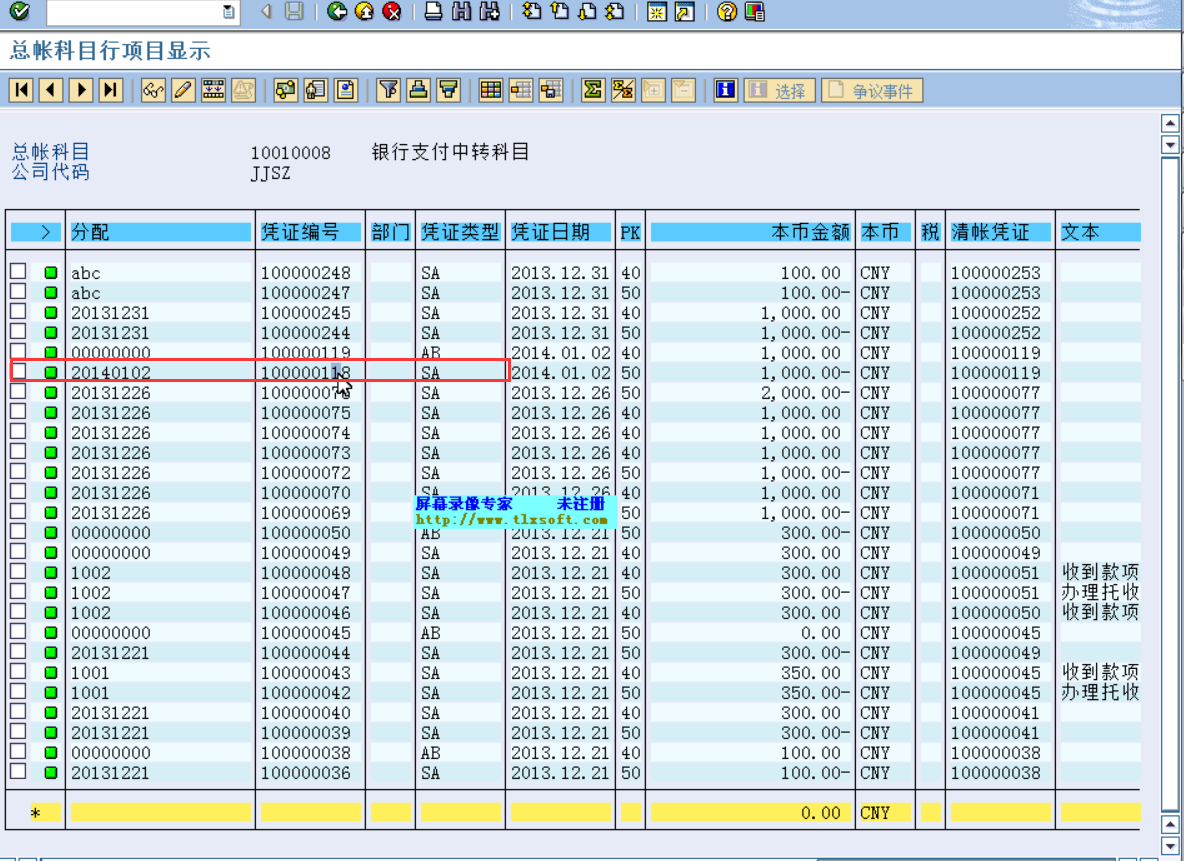 总帐科目行项目显示
选择 争议事件
总帐科目 10010008 银行支付中转科目
公司代码 JJSZ
> 分配 凭证编号 部门 凭证类型 凭证日期 PK 本币金额 本币 税 清帐凭证 文本
abc 100000248 SA 2013.12.31 40 100.00 CNY 100000253
abc 100000247 SA 2013.12.31 50 100.00- CNY 100000253
20131231 100000245 SA 2013.12.31 40 1,000.00 CNY 100000252
20131231 100000244 SA 2013.12.31 50 1,000.00- CNY 100000252
00000000 100000119 AB 2014.01.02 40 1,000.00 CNY 100000119
20140102 100000118 SA 2014.01.02 50 1,000.00- CNY 100000119
20131226 SA 2013.12.26 50 2,000.00- CNY 100000077
20131226 100000075 SA 2013.12.26 40 1,000.00 CNY 100000077
20131226 100000074 SA 2013.12.26 40 1,000.00 CNY 100000077
20131226 100000073 SA 2013.12.26 40 1,000.00 CNY 100000077
20131226 100000072 SA 2013.12.26 50 1,000.00- CNY 100000077
20131226 100000070 SA 2013.12.26 40 1,000.00 CNY 100000071
20131226 100000069 50 1,000.00- CNY 100000071
屏幕录像专家 未注册
http://www.tlxsoft.com
00000000 100000050 AB 2013.12.21 50 300.00- CNY 100000050
00000000 100000049 SA 2013.12.21 40 300.00 CNY 100000049
1002 100000048 SA 2013.12.21 40 300.00 CNY 100000051 收到款项
1002 100000047 SA 2013.12.21 50 300.00- CNY 100000051 办理托收
1002 100000046 SA 2013.12.21 40 300.00 CNY 100000050 收到款项
00000000 100000045 AB 2013.12.21 50 0.00 CNY 100000045
20131221 100000044 SA 2013.12.21 50 300.00- CNY 100000049
1001 100000043 SA 2013.12.21 40 350.00 CNY 100000045 收到款项
1001 100000042 SA 2013.12.21 50 350.00- CNY 100000045 办理托收
20131221 100000040 SA 2013.12.21 40 300.00 CNY 100000041
20131221 100000039 SA 2013.12.21 50 300.00- CNY 100000041
00000000 100000038 AB 2013.12.21 40 100.00 CNY 100000038
20131221 100000036 SA 2013.12.21 50 100.00- CNY 100000038
* 0.00 CNY